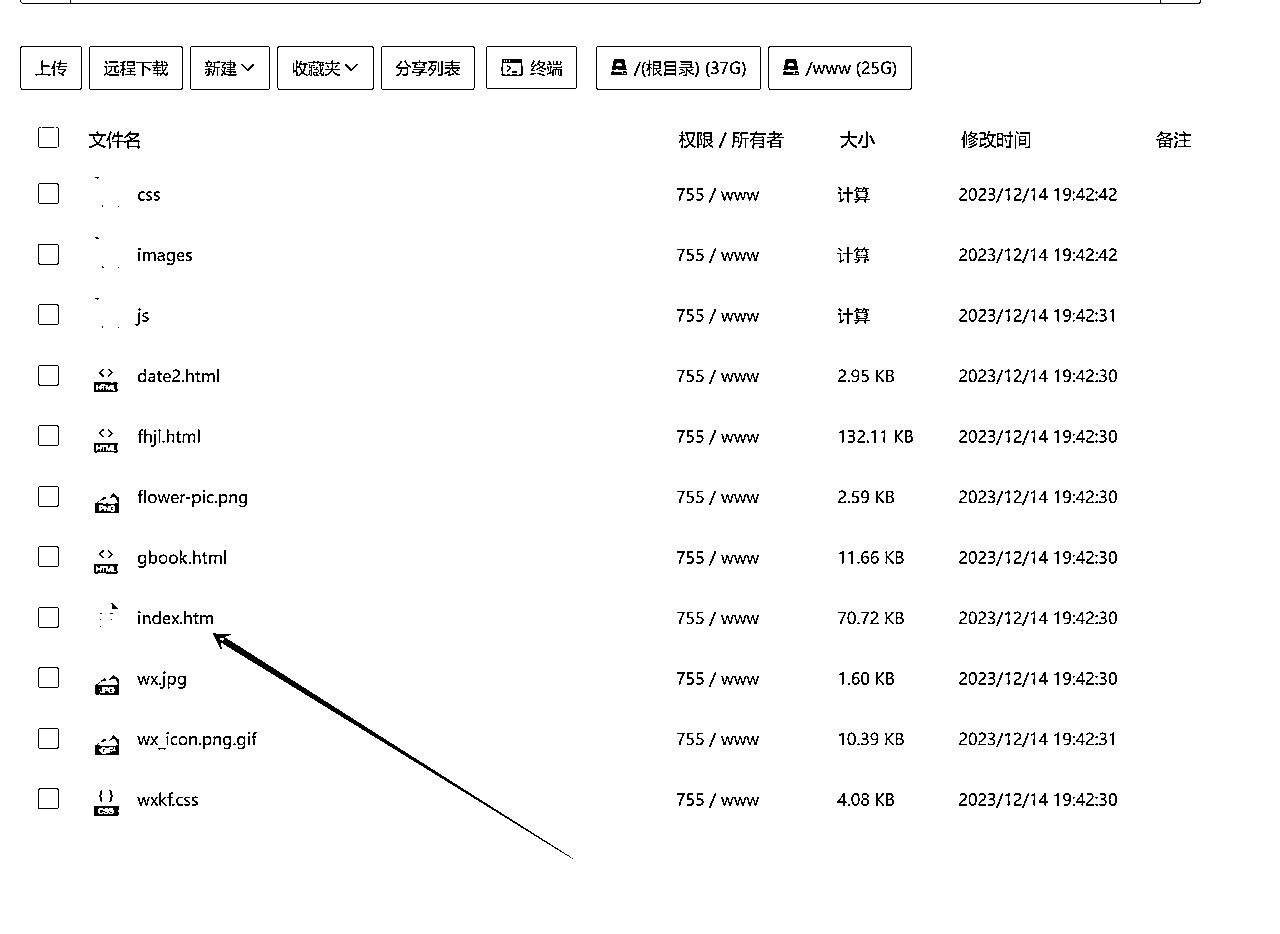 上传 远程下载 新建 收藏夹 分享列表 终端 /(根目录) (37G) /www (25G)
文件名 权限 / 所有者 大小 修改时间 备注
css 755 / www 计算 2023/12/14 19:42:42
images 755 / www 计算 2023/12/14 19:42:42
js 755 / www 计算 2023/12/14 19:42:31
HTML date2.html 755 / www 2.95 KB 2023/12/14 19:42:30
HTML fhjl.html 755 / www 132.11 KB 2023/12/14 19:42:30
PNG flower-pic.png 755 / www 2.59 KB 2023/12/14 19:42:30
HTML gbook.html 755 / www 11.66 KB 2023/12/14 19:42:30
index.htm 755 / www 70.72 KB 2023/12/14 19:42:30
JPG wx.jpg 755 / www 1.60 KB 2023/12/14 19:42:30
GIF wx_icon.png.gif 755 / www 10.39 KB 2023/12/14 19:42:31
CSS wxkf.css 755 / www 4.08 KB 2023/12/14 19:42:30